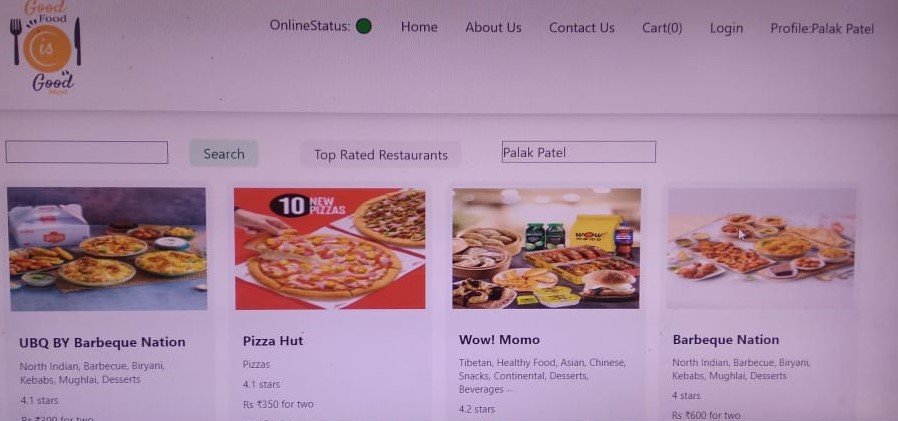 Good
Food
is
Good
OnlineStatus:
Home
About Us
Contact Us
Cart(0)
Login
Profile:Palak Patel
Search
Top Rated Restaurants
Palak Patel
10 NEW
PIZZAS
WOW!
UBQ BY Barbeque Nation
North Indian, Barbecue, Biryani,
Kebabs, Mughlai, Desserts
4.1 stars
Pizza Hut
Pizzas
4.1 stars
Rs ₹350 for two
Wow! Momo
Tibetan, Healthy Food, Asian, Chinese,
Snacks, Continental, Desserts,
Beverages
4.2 stars
Barbeque Nation
North Indian, Barbecue, Biryani,
Kebabs, Mughlai, Desserts
4 stars
Rs ₹600 for two